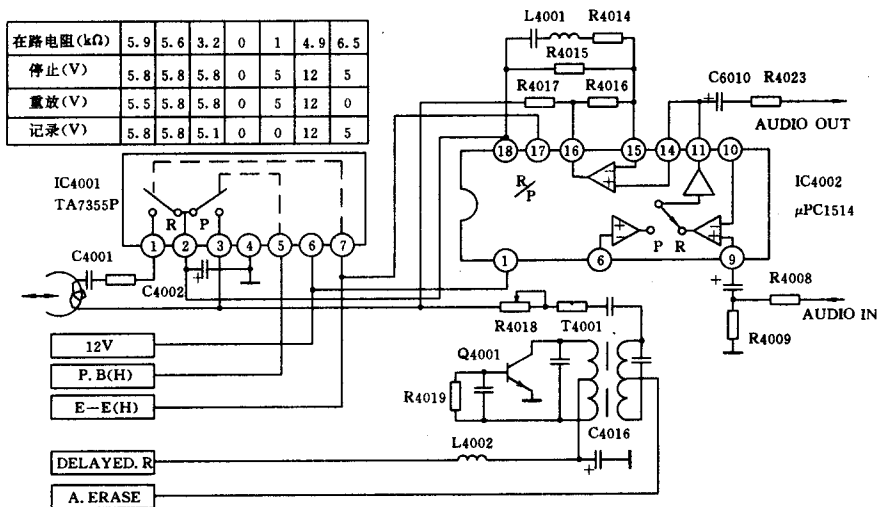 在路电阻(kΩ) 5.9 5.6 3.2 0 1 4.9 6.5
停止(V) 5.8 5.8 5.8 0 5 12 5
重放(V) 5.5 5.8 5.8 0 5 12 0
记录(V) 5.8 5.8 5.1 0 0 12 5
L4001 R4014
R4015
R4017 R4016
C6010 R4023
+
AUDIO OUT
18 17 16 15 14 11 10
IC4001
TA7355P
R P
R/P
IC4002
μPC1514
P R
1 2 3 4 5 6 7
1 6 9
C4001
C4002
+
+
R4008
AUDIO IN
R4009
R4018 T4001
12V
P.B(H)
E-E(H)
Q4001
R4019
C4016
+
L4002
DELAYED.R
A.ERASE